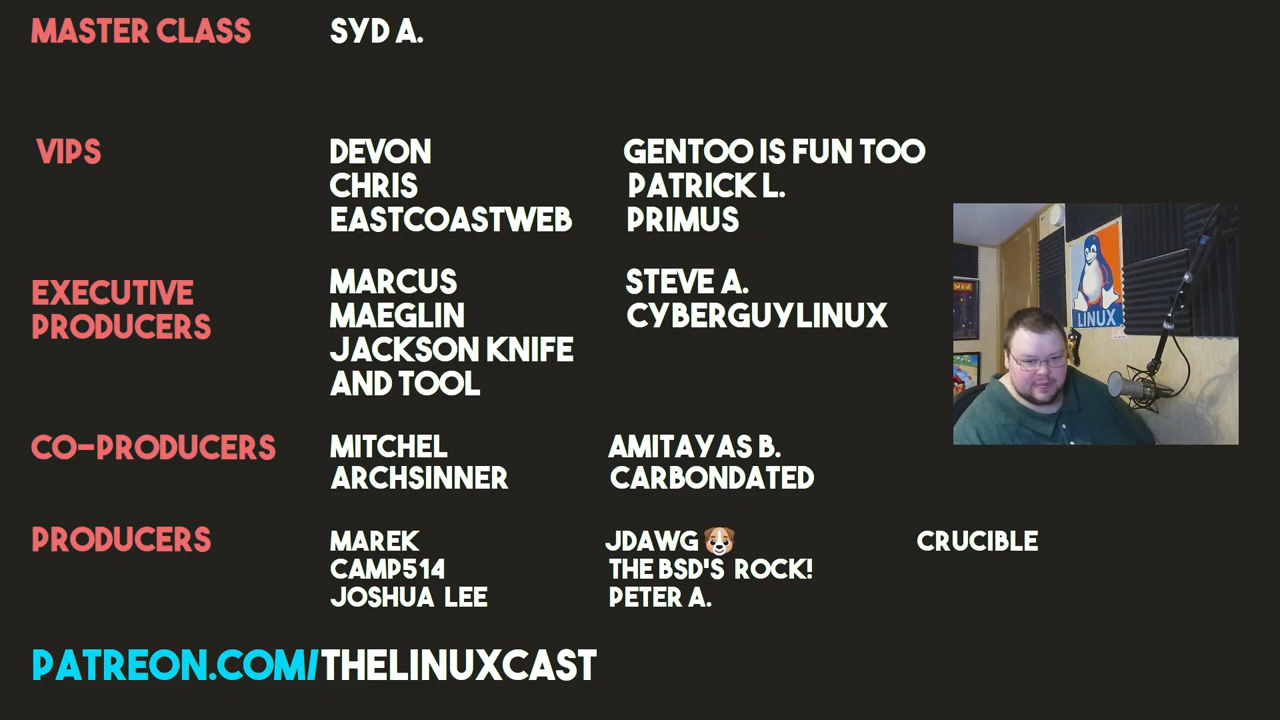 MASTER CLASS
SYD A.
VIPS
DEVON
CHRIS
EASTCOASTWEB
GENTOO IS FUN TOO
PATRICK L.
PRIMUS
EXECUTIVE
PRODUCERS
MARCUS
MAEGLIN
JACKSON KNIFE
AND TOOL
STEVE A.
CYBERGUYLINUX
LINUX
CO-PRODUCERS
MITCHEL
ARCHSINNER
AMITAYAS B.
CARBONDATED
PRODUCERS
MAREK
CAMP514
JOSHUA LEE
JDAWG 🐶
THE BSD'S ROCK!
PETER A.
CRUCIBLE
PATREON.COM/THELINUXCAST